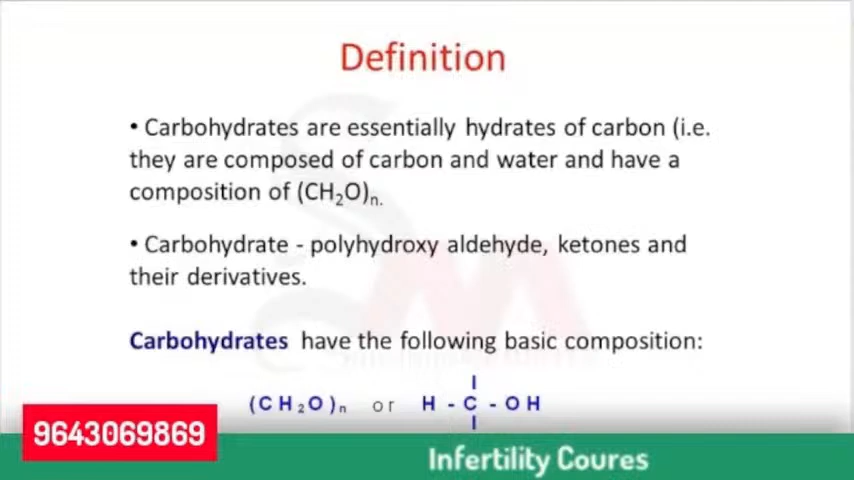 Definition
• Carbohydrates are essentially hydrates of carbon (i.e.
they are composed of carbon and water and have a
composition of (CH₂O)ₙ.
• Carbohydrate - polyhydroxy aldehyde, ketones and
their derivatives.
Carbohydrates have the following basic composition:
(CH₂O)ₙ or H - C - OH
9643069869
Infertility Coures